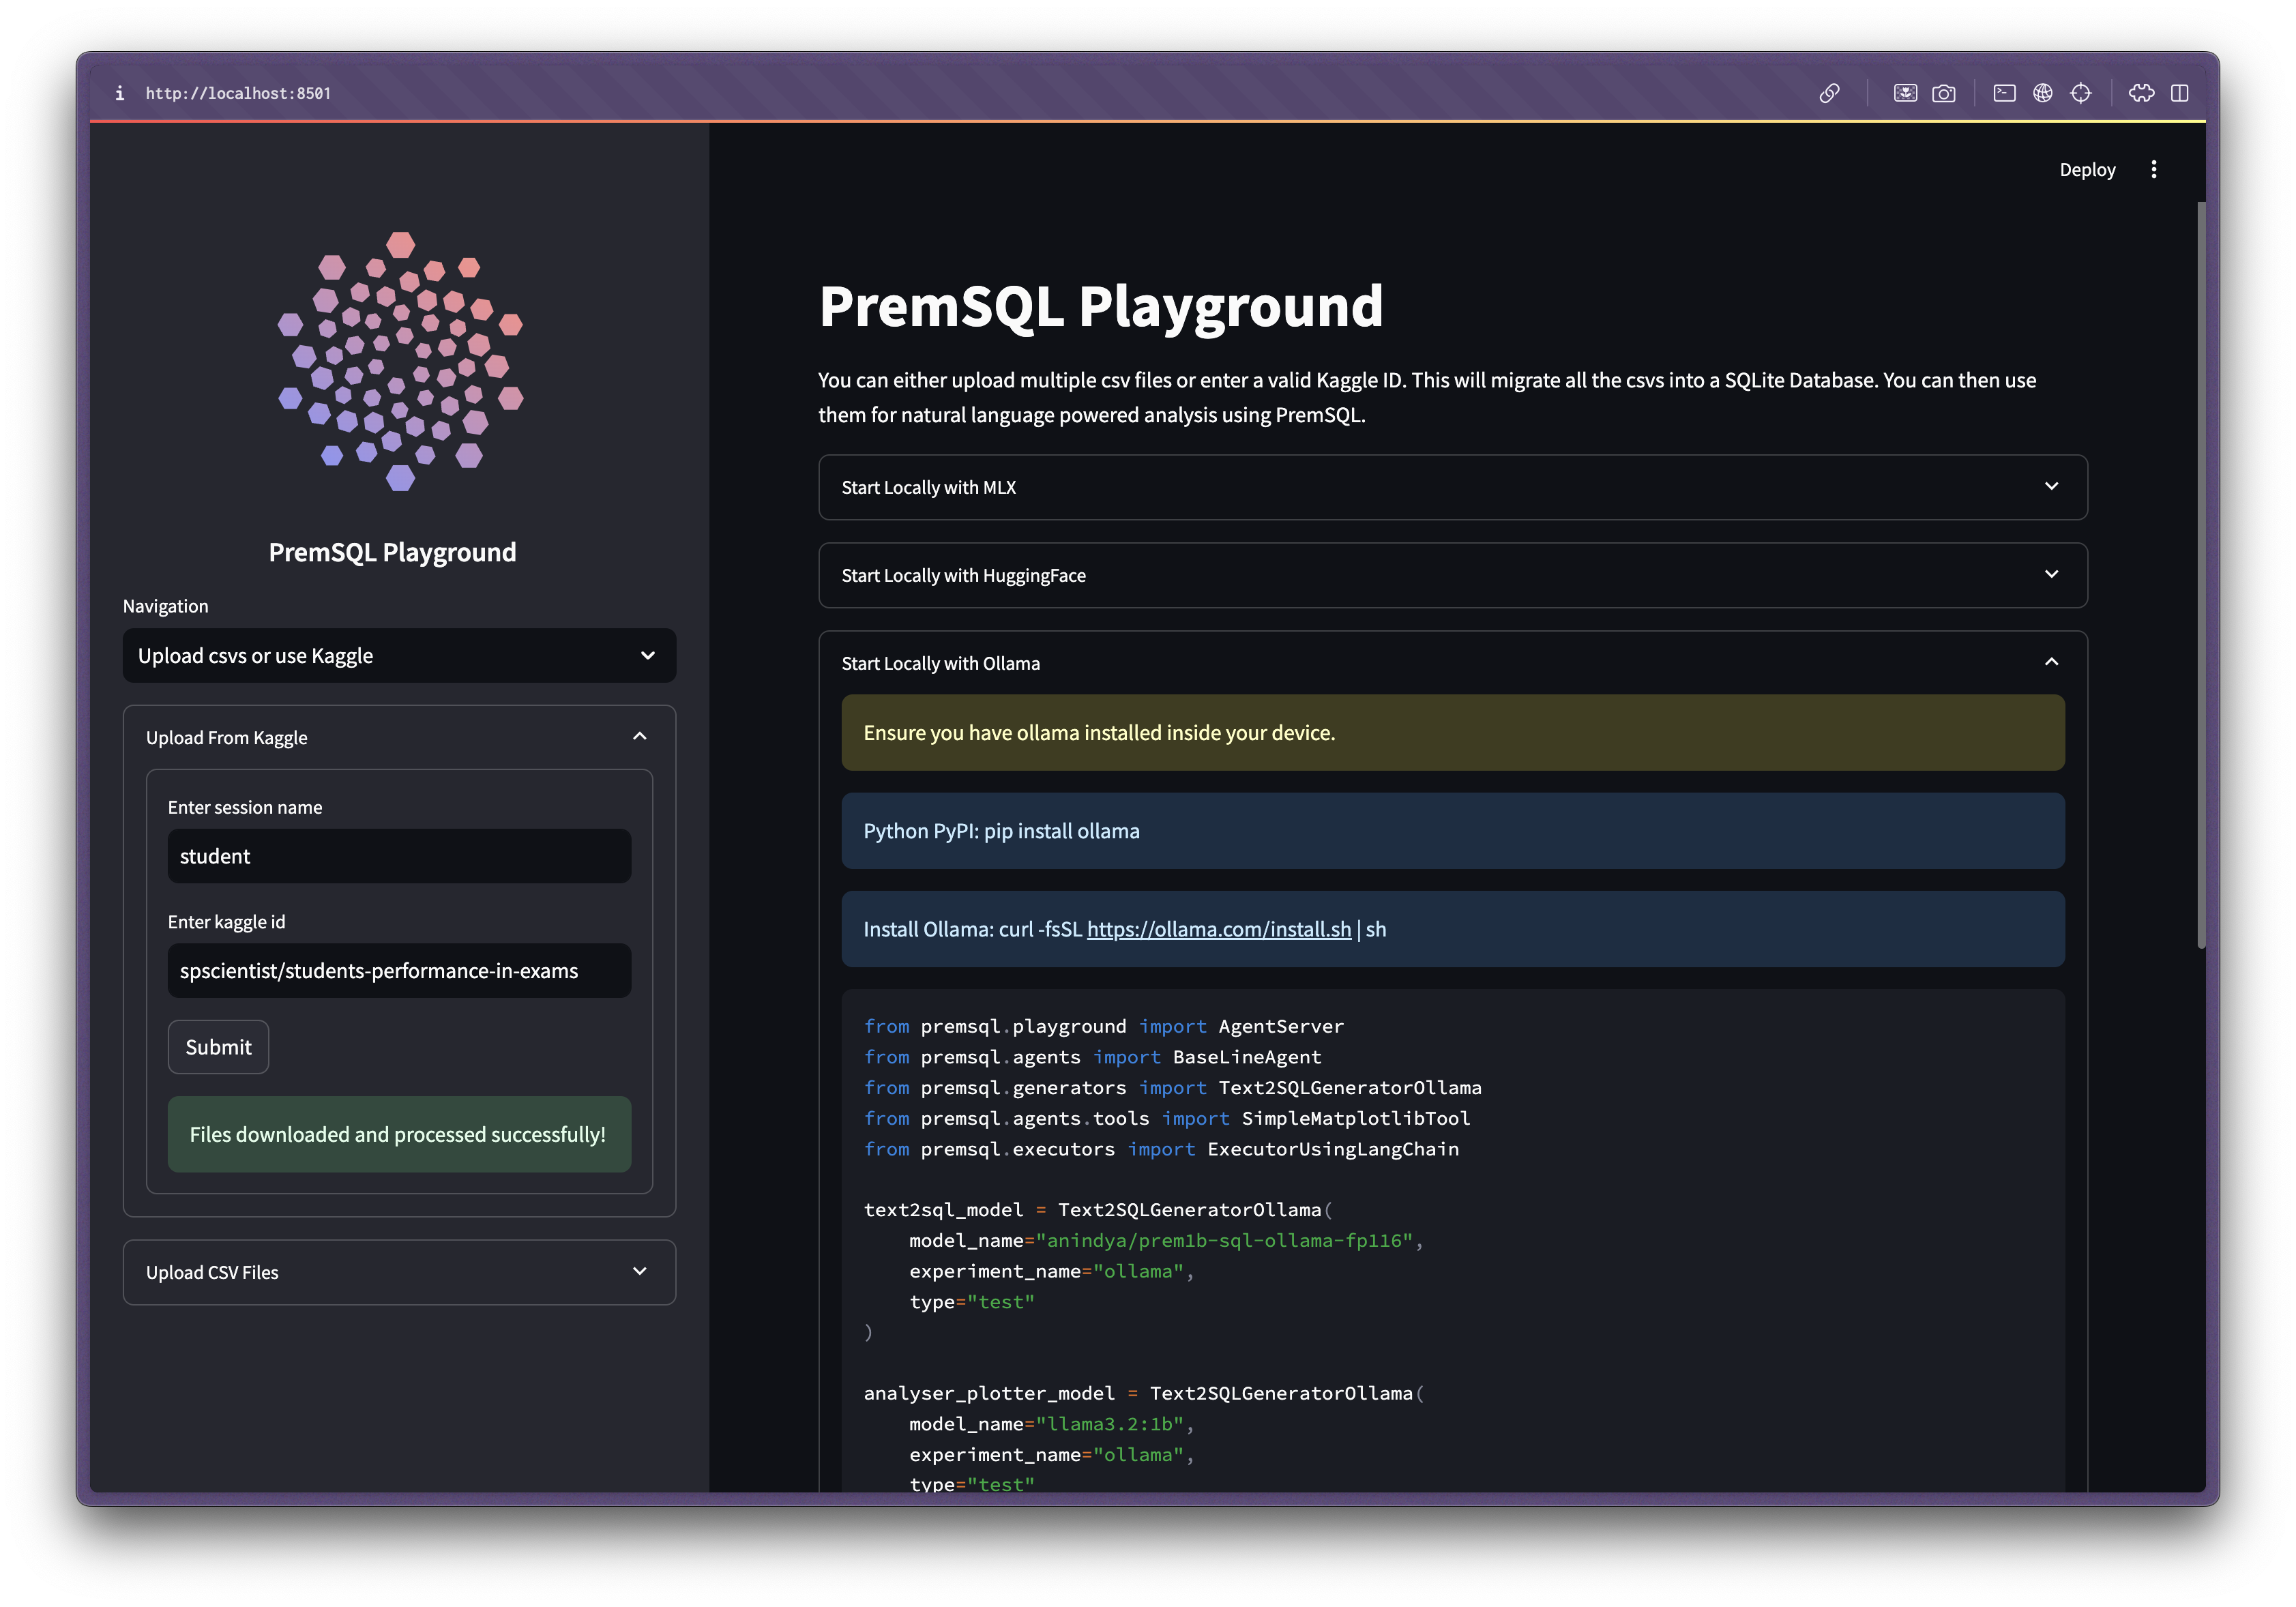 http://localhost:8501
Deploy
PremSQL Playground
Navigation
Upload csvs or use Kaggle
Upload From Kaggle
Enter session name
student
Enter kaggle id
spscientist/students-performance-in-exams
Submit
Files downloaded and processed successfully!
Upload CSV Files
PremSQL Playground
You can either upload multiple csv files or enter a valid Kaggle ID. This will migrate all the csvs into a SQLite Database. You can then use
them for natural language powered analysis using PremSQL.
Start Locally with MLX
Start Locally with HuggingFace
Start Locally with Ollama
Ensure you have ollama installed inside your device.
Python PyPI: pip install ollama
Install Ollama: curl -fsSL https://ollama.com/install.sh | sh
from premsql.playground import AgentServer
from premsql.agents import BaseLineAgent
from premsql.generators import Text2SQLGeneratorOllama
from premsql.agents.tools import SimpleMatplotlibTool
from premsql.executors import ExecutorUsingLangChain
text2sql_model = Text2SQLGeneratorOllama(
    model_name="anindya/prem1b-sql-ollama-fp116",
    experiment_name="ollama",
    type="test"
)
analyser_plotter_model = Text2SQLGeneratorOllama(
    model_name="llama3.2:1b",
    experiment_name="ollama",
    type="test"